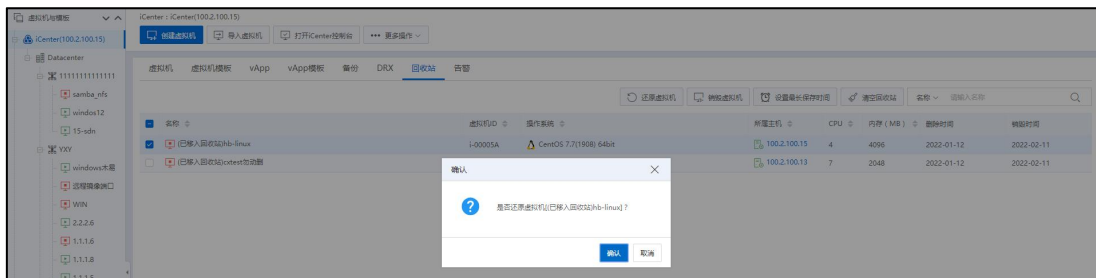 虚拟机与模板
iCenter : iCenter(100.2.100.15)
iCenter(100.2.100.15)
创建虚拟机 导入虚拟机 打开iCenter控制台 ••• 更多操作
Datacenter
虚拟机 虚拟机模板 vApp vApp模板 备份 DRX 回收站 告警
11111111111111
samba_nfs
还原虚拟机 销毁虚拟机 设置最长保存时间 清空回收站 名称 请输入名称
windos12
15-sdn
名称 虚拟机ID 操作系统 所属主机 CPU 内存 ( MB ) 删除时间 销毁时间
YXY
(已移入回收站)hb-linux i-00005A CentOS 7.7(1908) 64bit 100.2.100.15 4 4096 2022-01-12 2022-02-11
windows木易
(已移入回收站)cxtest勿动删 100.2.100.13 7 2048 2022-01-12 2022-02-11
远程镜像端口
WIN
2.2.2.6
1.1.1.6
1.1.1.8
1.1.1.5
确认
是否还原虚拟机[(已移入回收站)hb-linux] ?
确认 取消